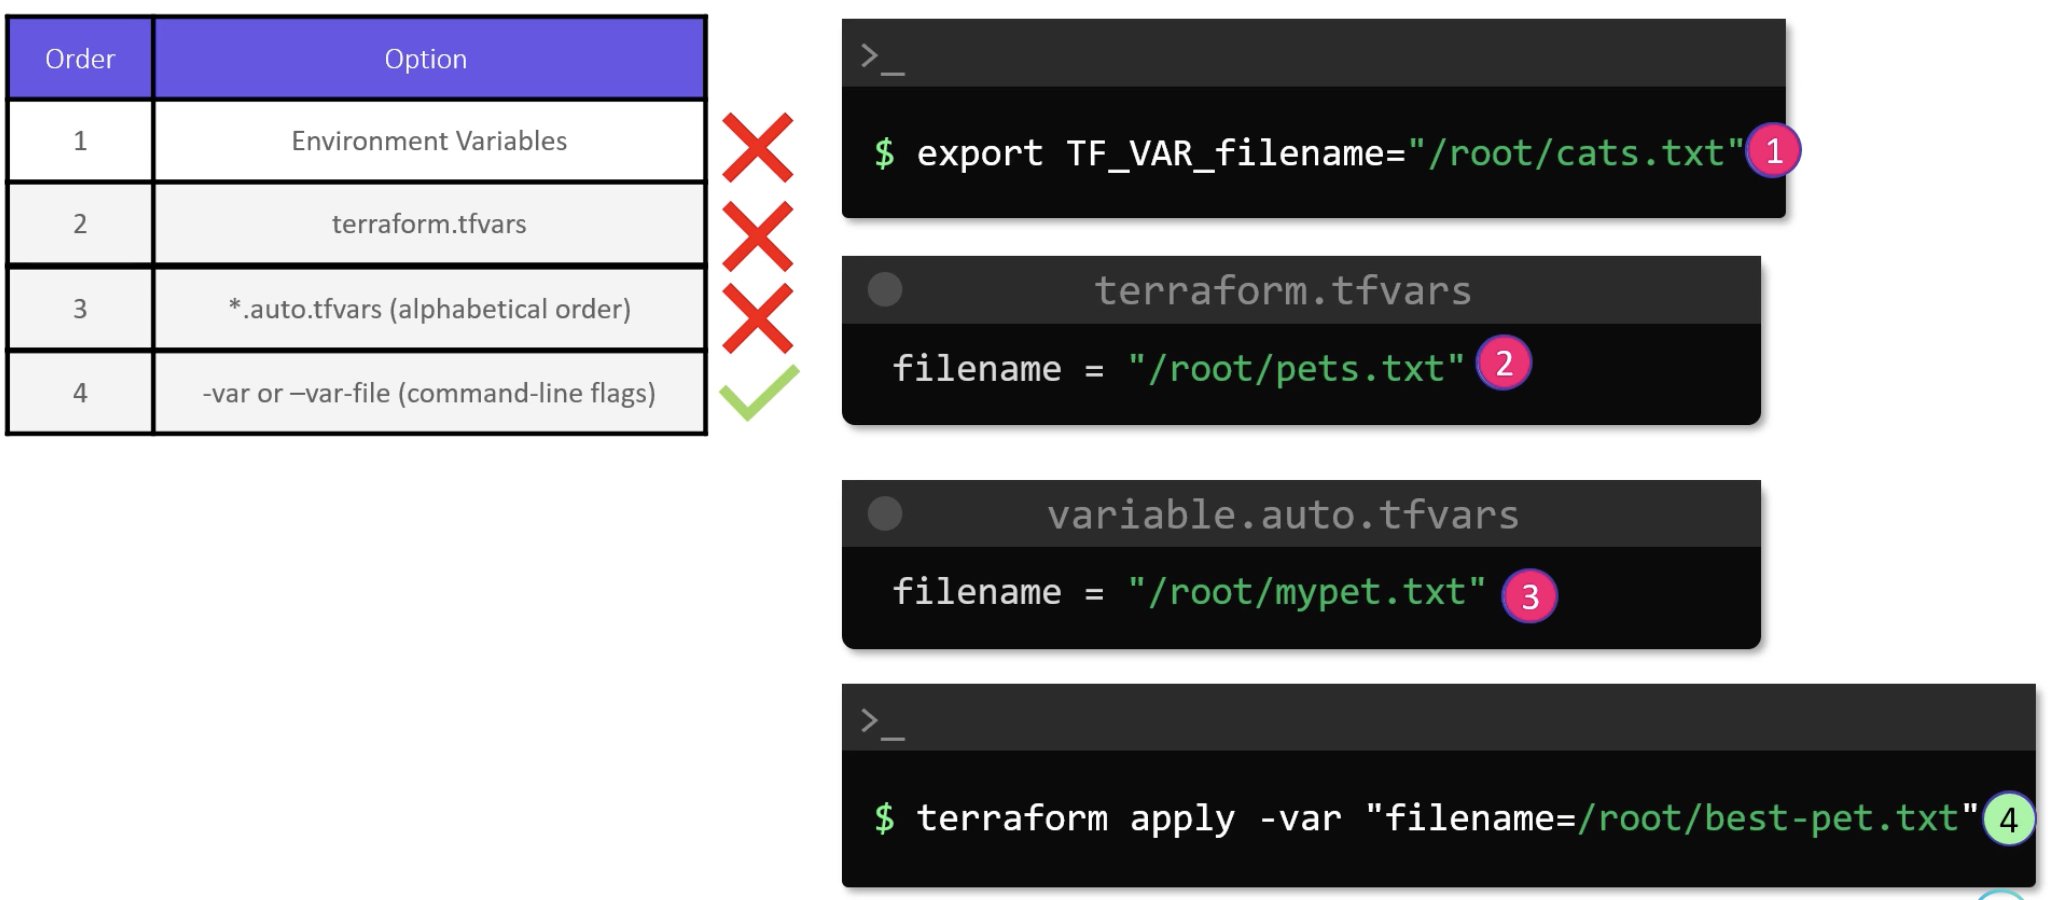 Order Option
1 Environment Variables
2 terraform.tfvars
3 *.auto.tfvars (alphabetical order)
4 -var or –var-file (command-line flags)
>_
$ export TF_VAR_filename="/root/cats.txt" 1
terraform.tfvars
filename = "/root/pets.txt" 2
variable.auto.tfvars
filename = "/root/mypet.txt" 3
>_
$ terraform apply -var "filename=/root/best-pet.txt" 4